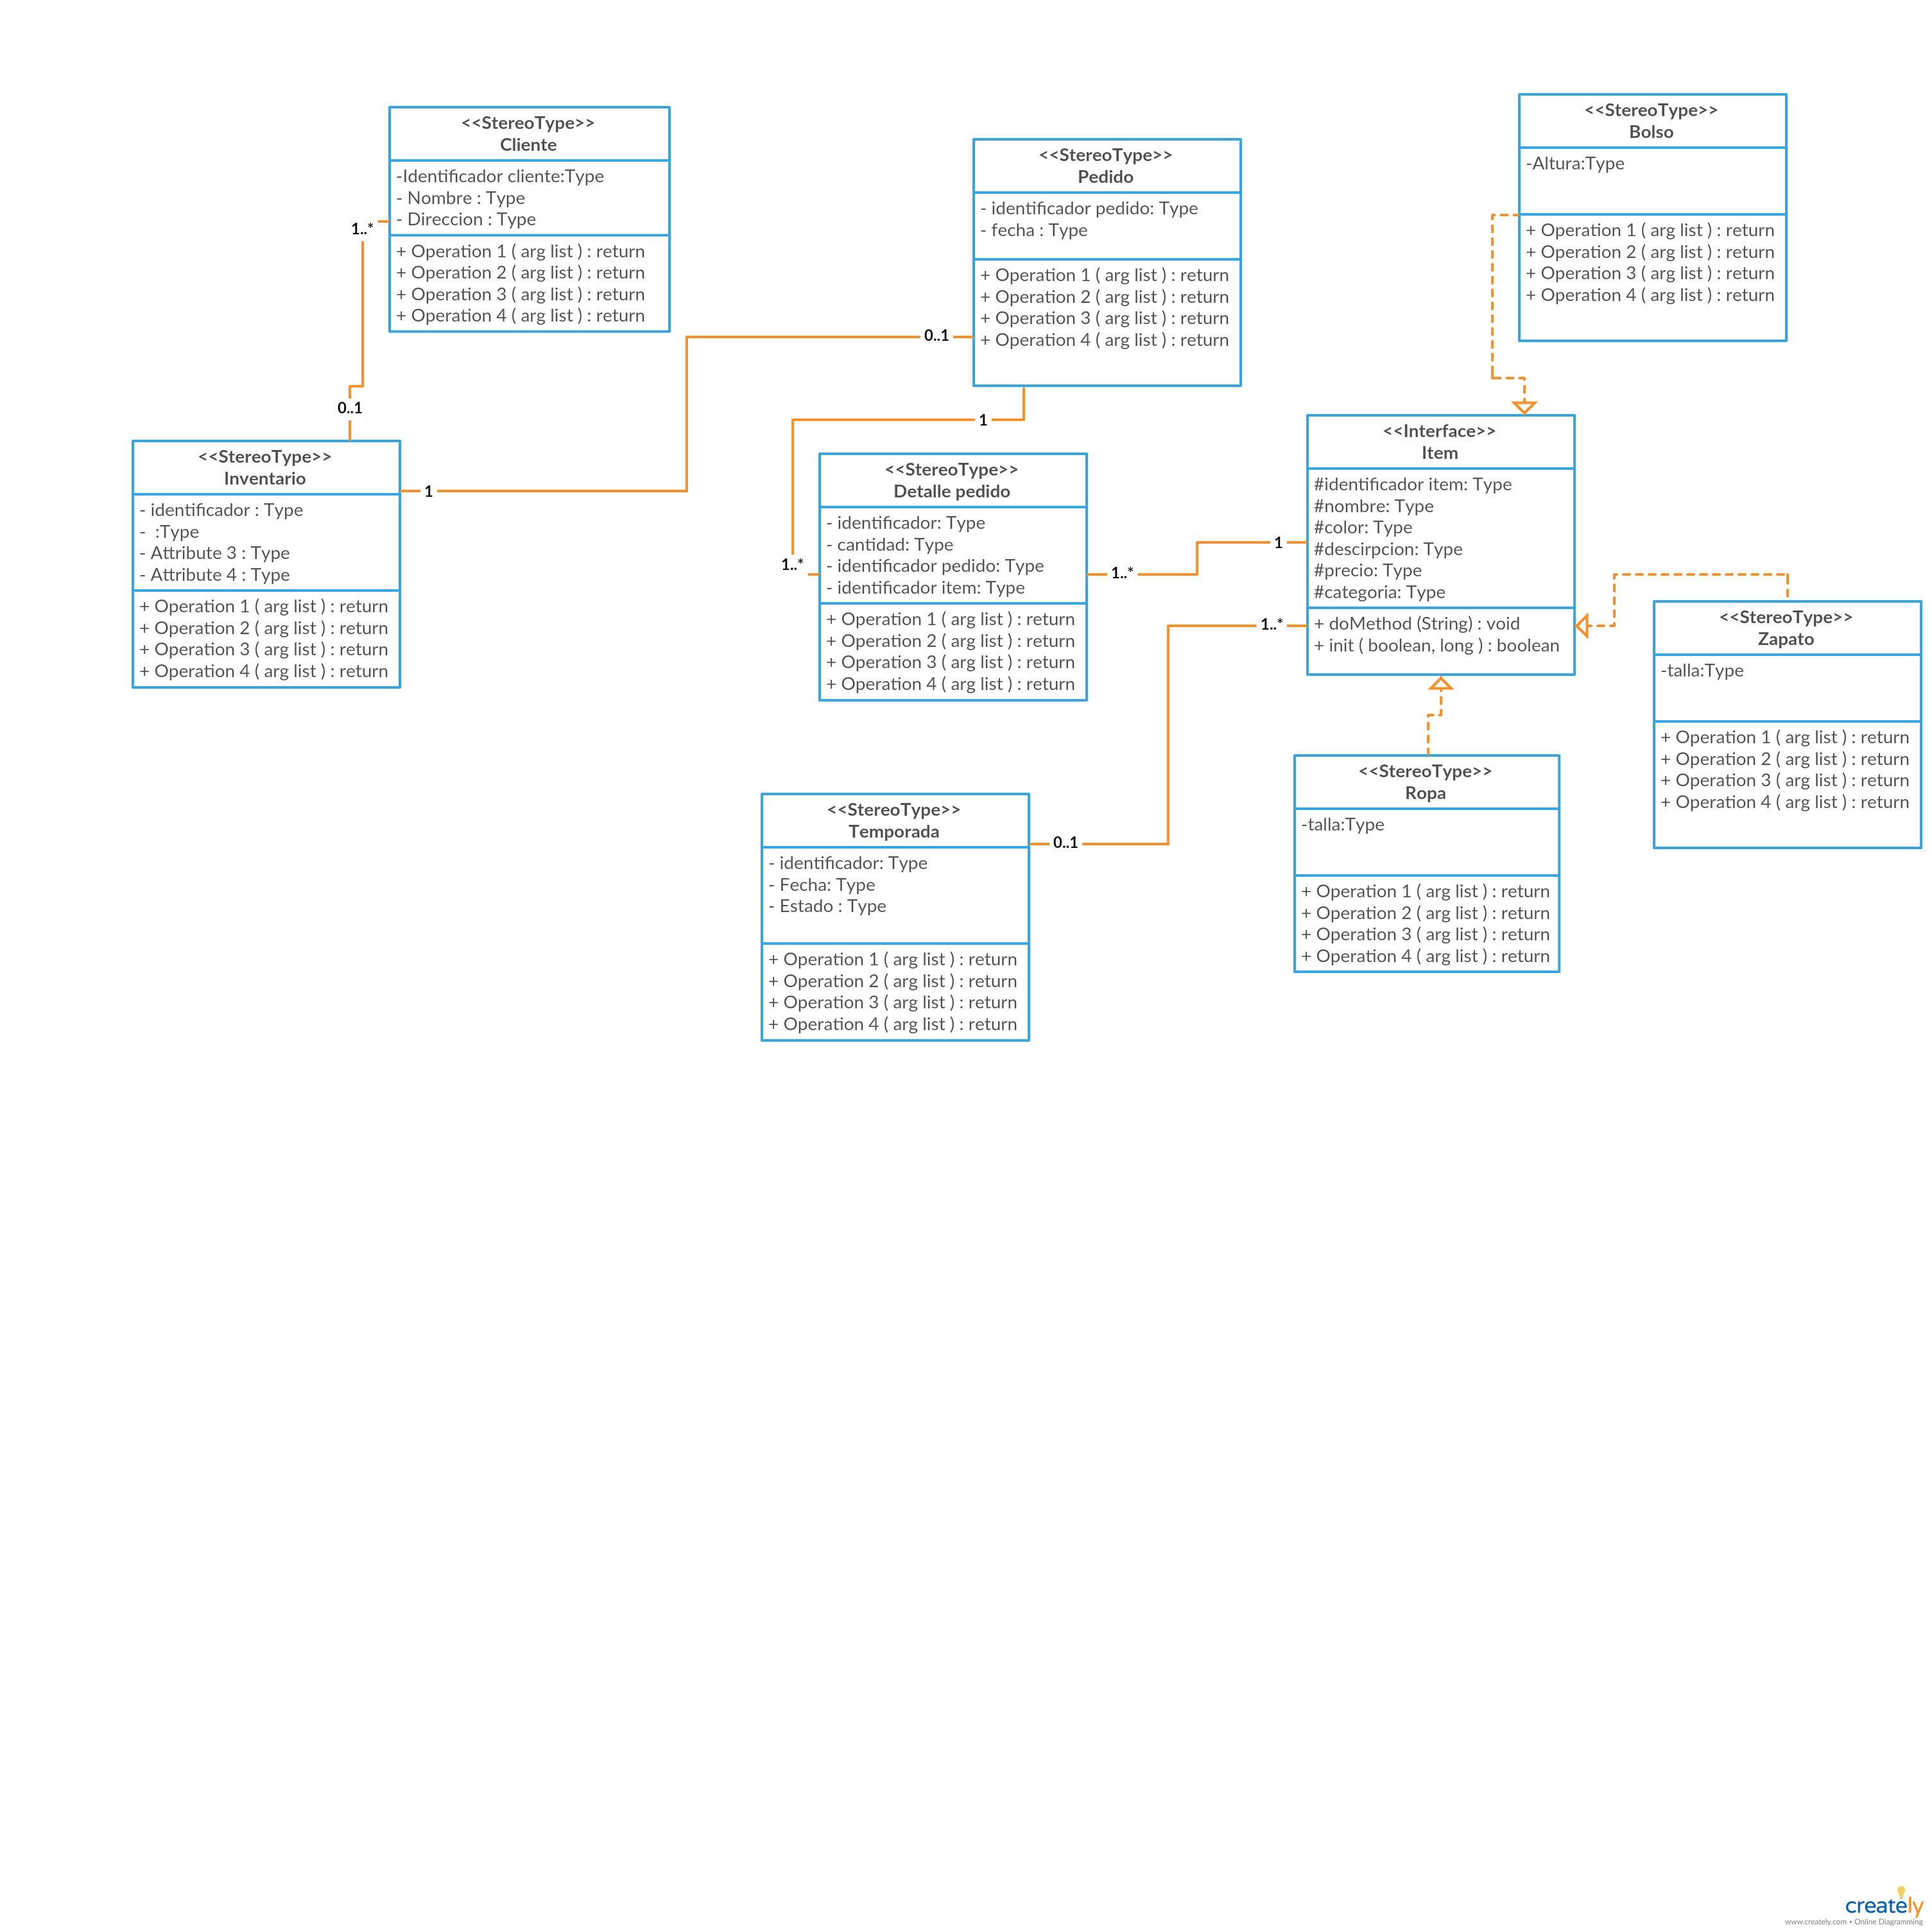 <<StereoType>>
Cliente
-Identificador cliente:Type
- Nombre : Type
- Direccion : Type
+ Operation 1 ( arg list ) : return
+ Operation 2 ( arg list ) : return
+ Operation 3 ( arg list ) : return
+ Operation 4 ( arg list ) : return
1..*
0..1
<<StereoType>>
Inventario
- identificador : Type
-  :Type
- Attribute 3 : Type
- Attribute 4 : Type
+ Operation 1 ( arg list ) : return
+ Operation 2 ( arg list ) : return
+ Operation 3 ( arg list ) : return
+ Operation 4 ( arg list ) : return
1
0..1
<<StereoType>>
Pedido
- identificador pedido: Type
- fecha : Type
+ Operation 1 ( arg list ) : return
+ Operation 2 ( arg list ) : return
+ Operation 3 ( arg list ) : return
+ Operation 4 ( arg list ) : return
1
1..*
<<StereoType>>
Detalle pedido
- identificador: Type
- cantidad: Type
- identificador pedido: Type
- identificador item: Type
+ Operation 1 ( arg list ) : return
+ Operation 2 ( arg list ) : return
+ Operation 3 ( arg list ) : return
+ Operation 4 ( arg list ) : return
1..*
1
<<StereoType>>
Bolso
-Altura:Type
+ Operation 1 ( arg list ) : return
+ Operation 2 ( arg list ) : return
+ Operation 3 ( arg list ) : return
+ Operation 4 ( arg list ) : return
<<Interface>>
Item
#identificador item: Type
#nombre: Type
#color: Type
#descirpcion: Type
#precio: Type
#categoria: Type
+ doMethod (String) : void
+ init ( boolean, long ) : boolean
1..*
0..1
<<StereoType>>
Zapato
-talla:Type
+ Operation 1 ( arg list ) : return
+ Operation 2 ( arg list ) : return
+ Operation 3 ( arg list ) : return
+ Operation 4 ( arg list ) : return
<<StereoType>>
Ropa
-talla:Type
+ Operation 1 ( arg list ) : return
+ Operation 2 ( arg list ) : return
+ Operation 3 ( arg list ) : return
+ Operation 4 ( arg list ) : return
<<StereoType>>
Temporada
- identificador: Type
- Fecha: Type
- Estado : Type
+ Operation 1 ( arg list ) : return
+ Operation 2 ( arg list ) : return
+ Operation 3 ( arg list ) : return
+ Operation 4 ( arg list ) : return
creately
www.creately.com • Online Diagramming